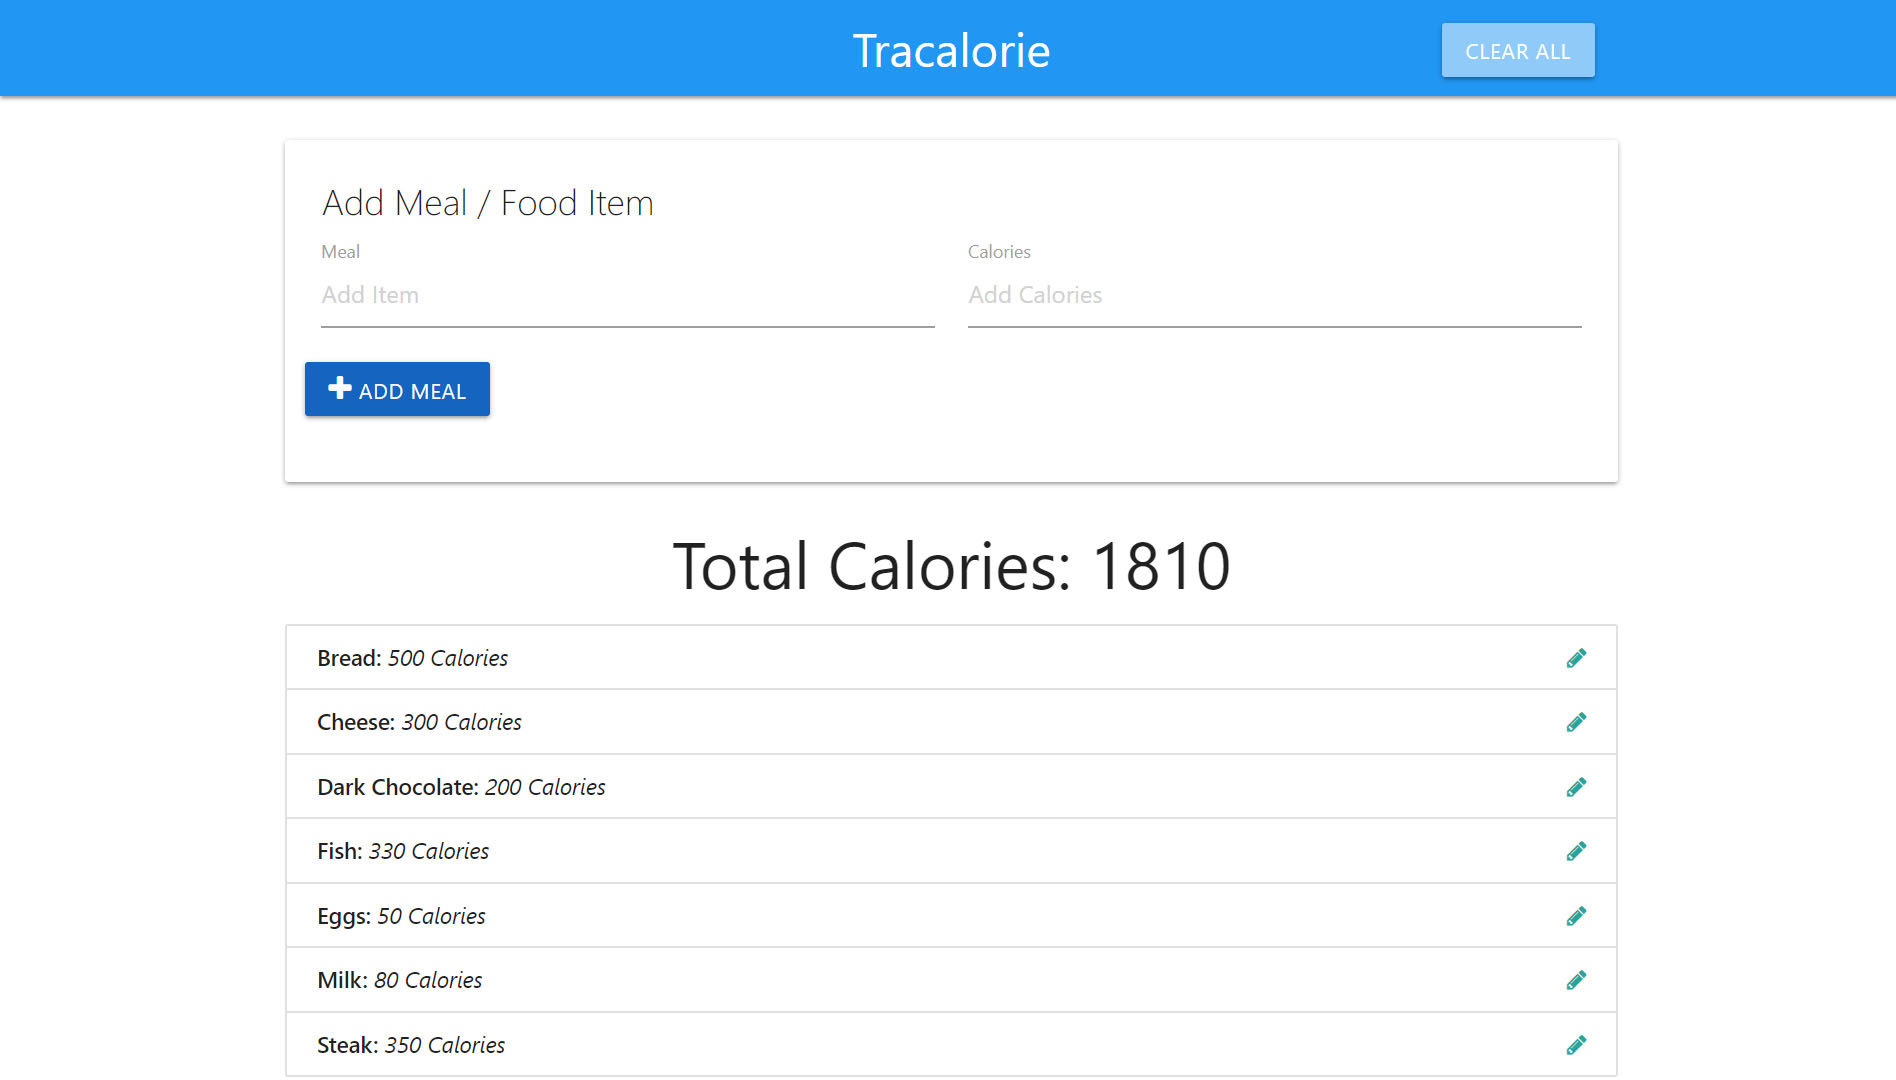 Tracalorie
CLEAR ALL
Add Meal / Food Item
Meal
Calories
Add Item
Add Calories
ADD MEAL
Total Calories: 1810
Bread: 500 Calories
Cheese: 300 Calories
Dark Chocolate: 200 Calories
Fish: 330 Calories
Eggs: 50 Calories
Milk: 80 Calories
Steak: 350 Calories